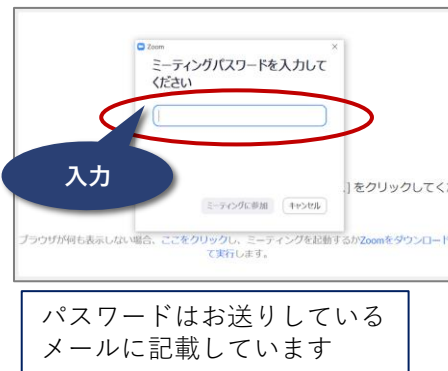 Zoom
ミーティングパスワードを入力して
ください
入力
] をクリックしてくだ
ミーティングに参加 キャンセル
ブラウザが何も表示しない場合、ここをクリックし、ミーティングを起動するかZoomをダウンロード
て実行します。
パスワードはお送りしている
メールに記載しています